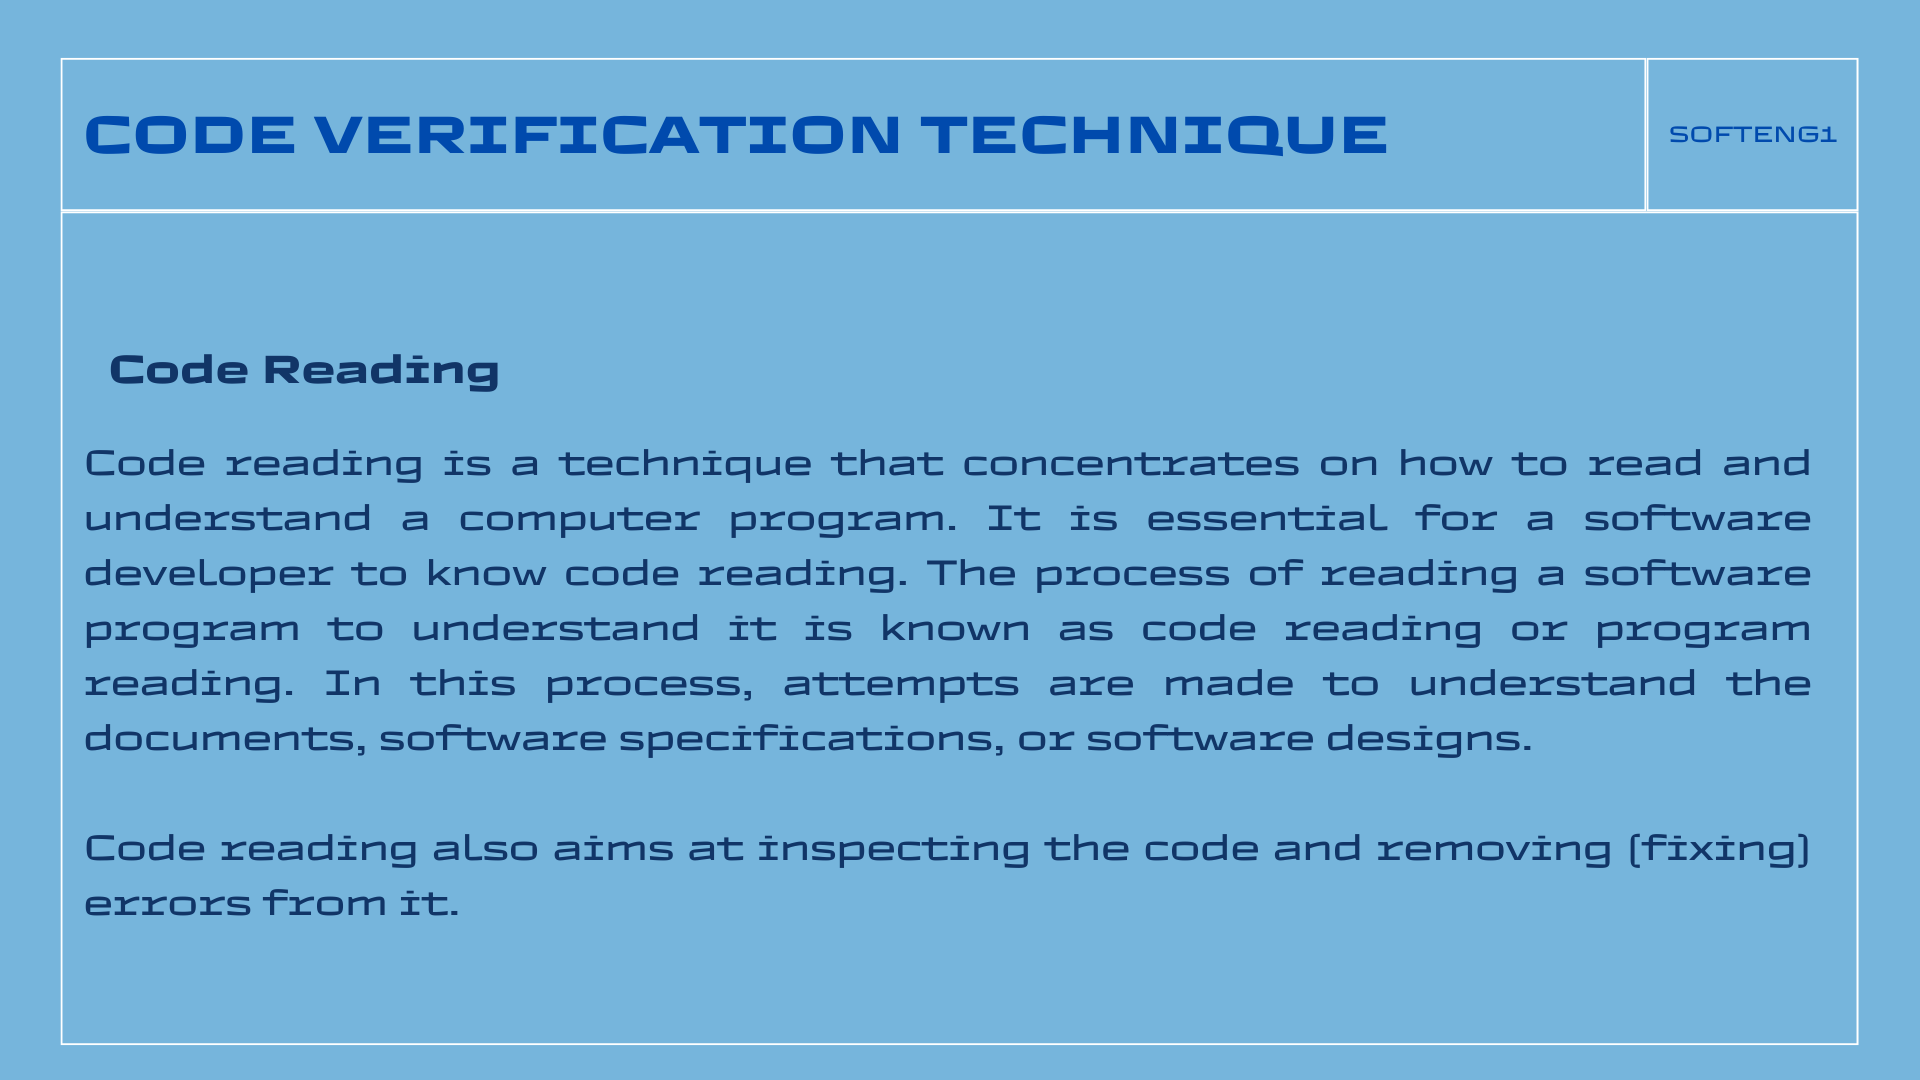 CODE VERIFICATION TECHNIQUE
SOFTENG1
Code Reading
Code reading is a technique that concentrates on how to read and
understand a computer program. It is essential for a software
developer to know code reading. The process of reading a software
program to understand it is known as code reading or program
reading. In this process, attempts are made to understand the
documents, software specifications, or software designs.
Code reading also aims at inspecting the code and removing (fixing)
errors from it.